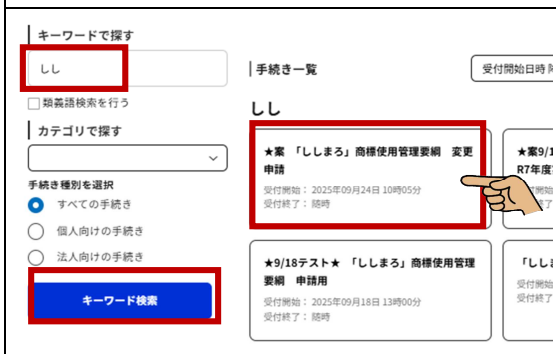 キーワードで探す
しし
類義語検索を行う
カテゴリで探す
手続き種別を選択
すべての手続き
個人向けの手続き
法人向けの手続き
キーワード検索
手続き一覧
受付開始日時
しし
★案 「ししまろ」商標使用管理要綱 変更
申請
受付開始： 2025年09月24日 10時05分
受付終了： 随時
★案9/1
R7年度
★9/18テスト★ 「ししまろ」商標使用管理
要綱 申請用
受付開始： 2025年09月18日 13時00分
受付終了： 随時
「しし
受付開始
受付終了